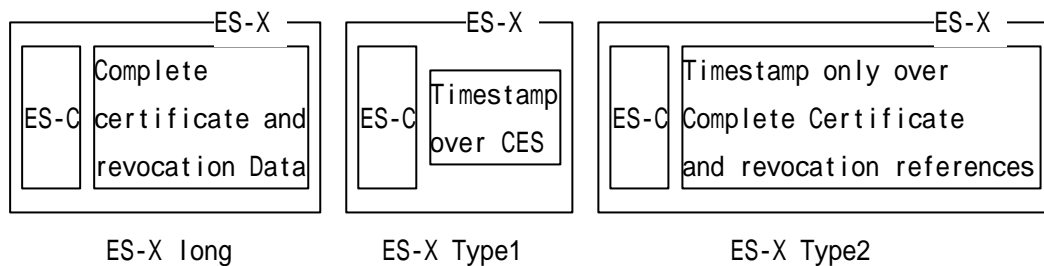 ES-X
ES-C
Complete
certificate and
revocation Data
ES-X long
ES-X
ES-C
Timestamp
over CES
ES-X Type1
ES-X
ES-C
Timestamp only over
Complete Certificate
and revocation references
ES-X Type2